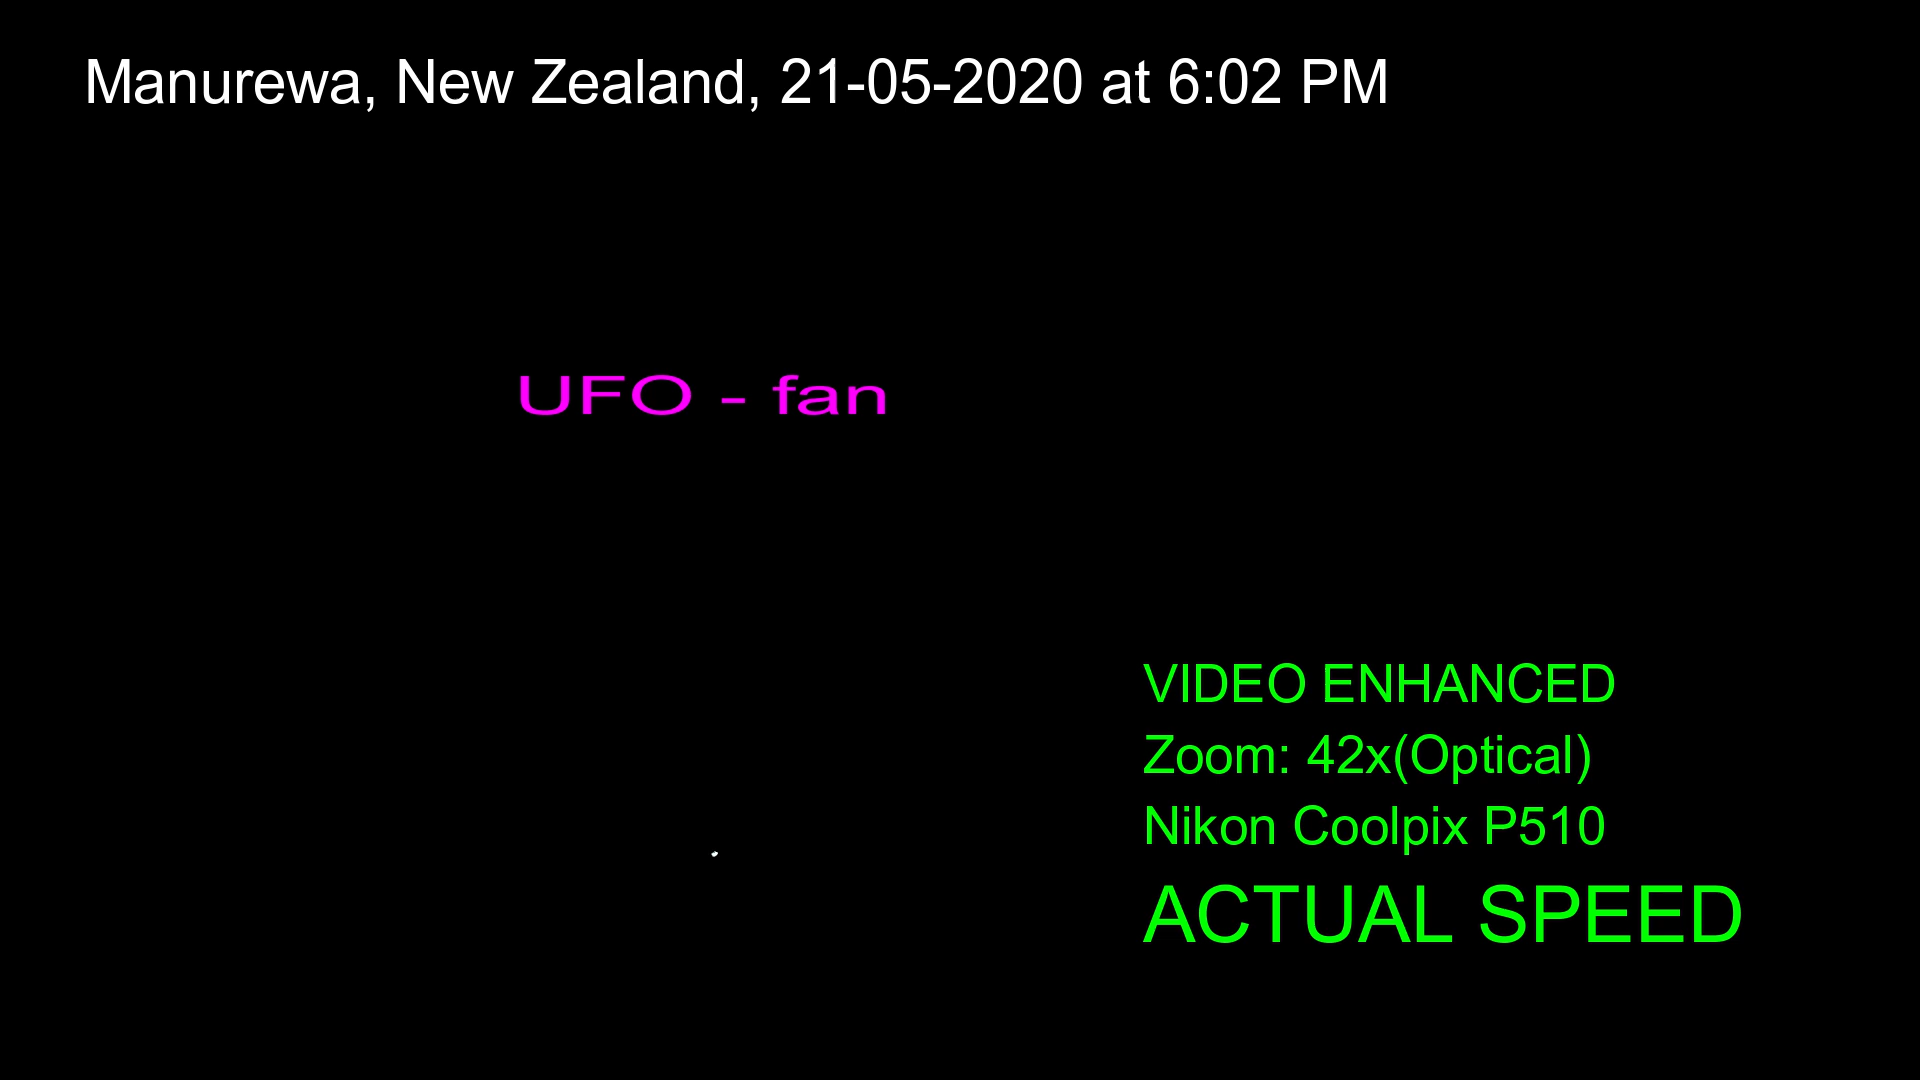 Manurewa, New Zealand, 21-05-2020 at 6:02 PM
UFO - fan
VIDEO ENHANCED
Zoom: 42x(Optical)
Nikon Coolpix P510
ACTUAL SPEED